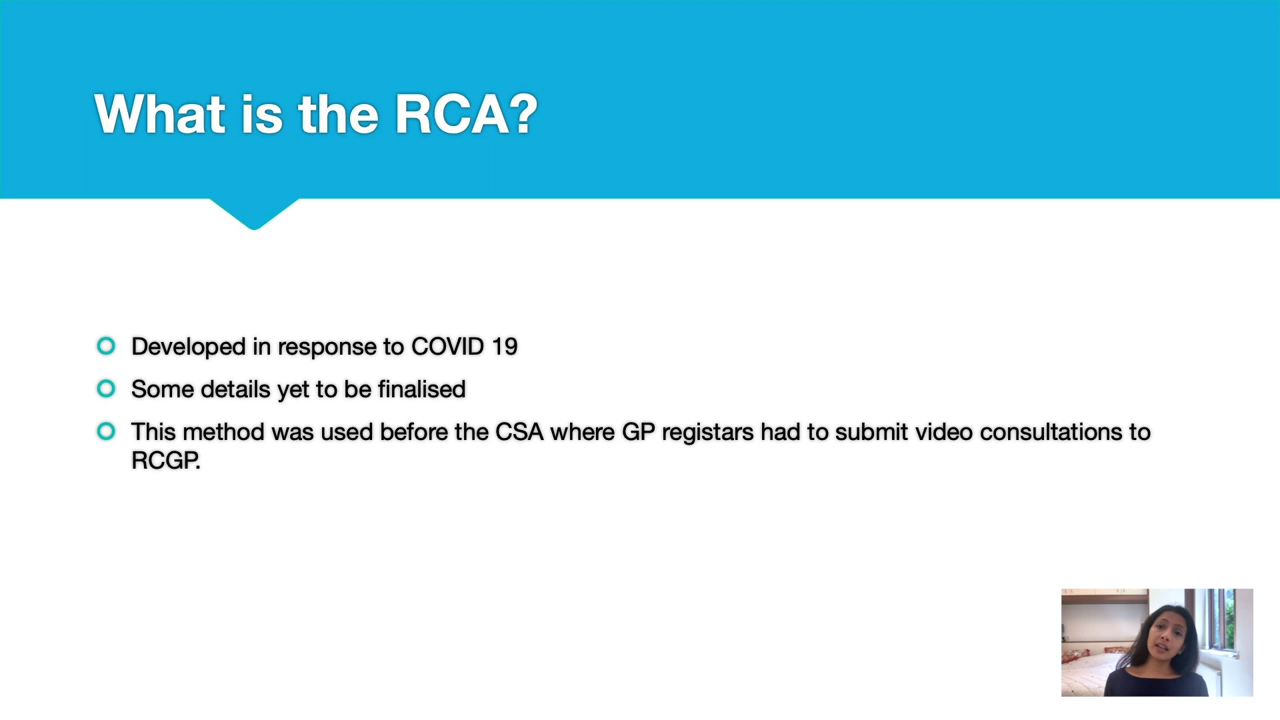 What is the RCA?
Developed in response to COVID 19
Some details yet to be finalised
This method was used before the CSA where GP registars had to submit video consultations to
RCGP.